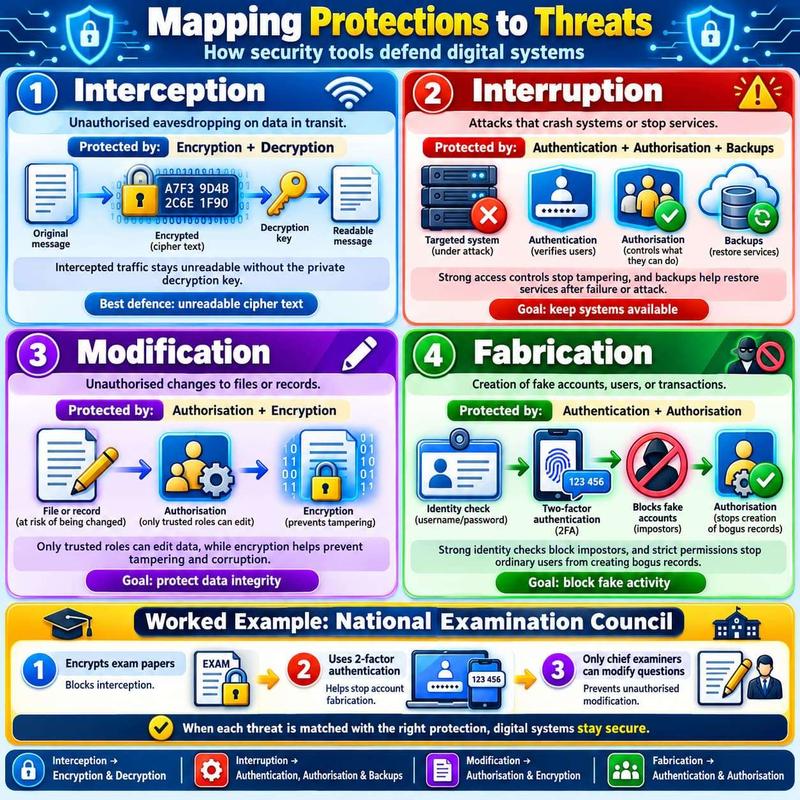 Mapping Protections to Threats
How security tools defend digital systems
1 Interception
Unauthorised eavesdropping on data in transit.
Protected by: Encryption + Decryption
A7F3 9D4B
2C6E 1F90
Original
message
Encrypted
(cipher text)
Decryption
key
Readable
message
Intercepted traffic stays unreadable without the private
decryption key.
Best defence: unreadable cipher text
2 Interruption
Attacks that crash systems or stop services.
Protected by: Authentication + Authorisation + Backups
Targeted system
(under attack)
Authentication
(verifies users)
Authorisation
(controls what
they can do)
Backups
(restore services)
Strong access controls stop tampering, and backups help restore
services after failure or attack.
Goal: keep systems available
3 Modification
Unauthorised changes to files or records.
Protected by: Authorisation + Encryption
File or record
(at risk of being changed)
Authorisation
(only trusted roles can edit)
Encryption
(prevents tampering)
Only trusted roles can edit data, while encryption helps prevent
tampering and corruption.
Goal: protect data integrity
4 Fabrication
Creation of fake accounts, users, or transactions.
Protected by: Authentication + Authorisation
123 456
Identity check
(username/password)
Two-factor
authentication
(2FA)
Blocks fake
accounts
(impostors)
Authorisation
(stops creation
of bogus records)
Strong identity checks block impostors, and strict permissions stop
ordinary users from creating bogus records.
Goal: block fake activity
Worked Example: National Examination Council
1 Encrypts exam papers
Blocks interception.
EXAM
2 Uses 2-factor
authentication
Helps stop account
fabrication.
123 456
3 Only chief examiners
can modify questions
Prevents unauthorised
modification.
When each threat is matched with the right protection, digital systems stay secure.
Interception →
Encryption & Decryption
Interruption →
Authentication, Authorisation & Backups
Modification →
Authorisation & Encryption
Fabrication →
Authentication & Authorisation